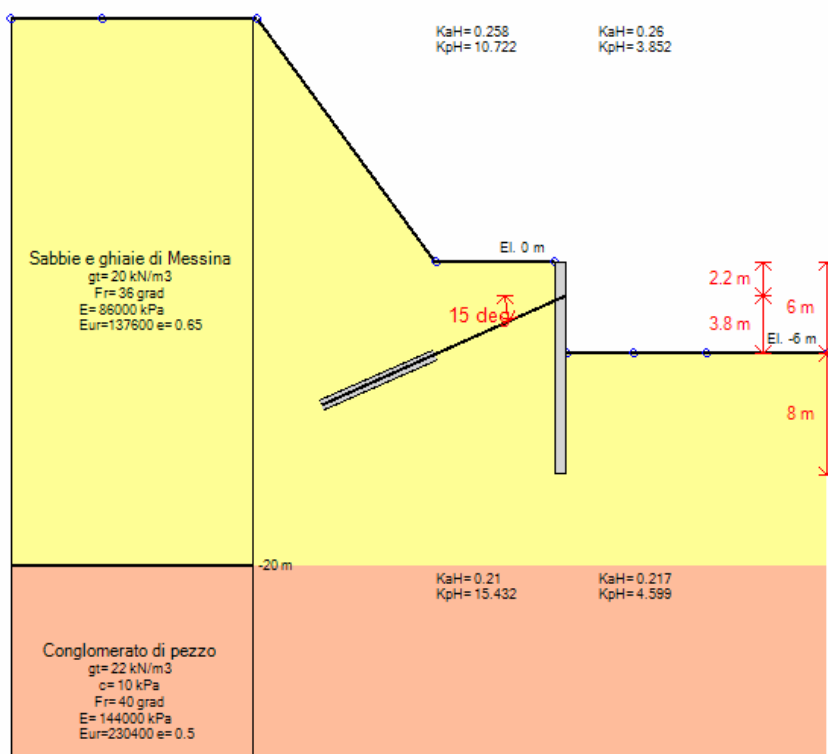 KaH= 0.258
KpH= 10.722
KaH= 0.26
KpH= 3.852
El. 0 m
Sabbie e ghiaie di Messina
gt= 20 kN/m3
Fr= 36 grad
E= 86000 kPa
Eur=137600 e= 0.65
15 deg
2.2 m
3.8 m
6 m
El. -6 m
8 m
-20 m
KaH= 0.21
KpH= 15.432
KaH= 0.217
KpH= 4.599
Conglomerato di pezzo
gt= 22 kN/m3
c= 10 kPa
Fr= 40 grad
E= 144000 kPa
Eur=230400 e= 0.5